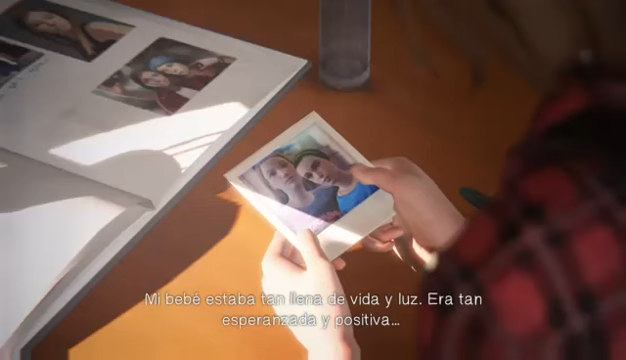 Mi bebé estaba tan llena de vida y luz. Era tan
esperanzada y positiva...